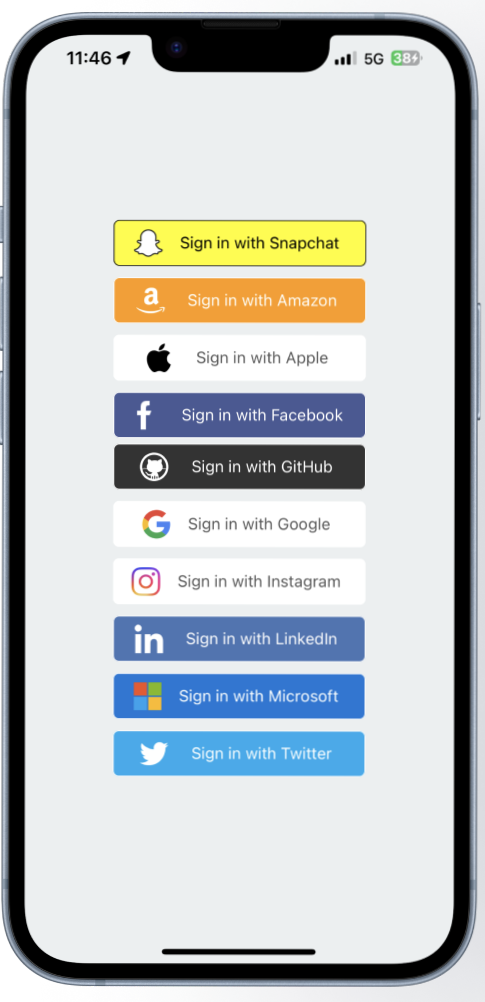 11:46 5G 38
Sign in with Snapchat
a Sign in with Amazon
Sign in with Apple
f Sign in with Facebook
Sign in with GitHub
G Sign in with Google
Sign in with Instagram
in Sign in with LinkedIn
Sign in with Microsoft
Sign in with Twitter